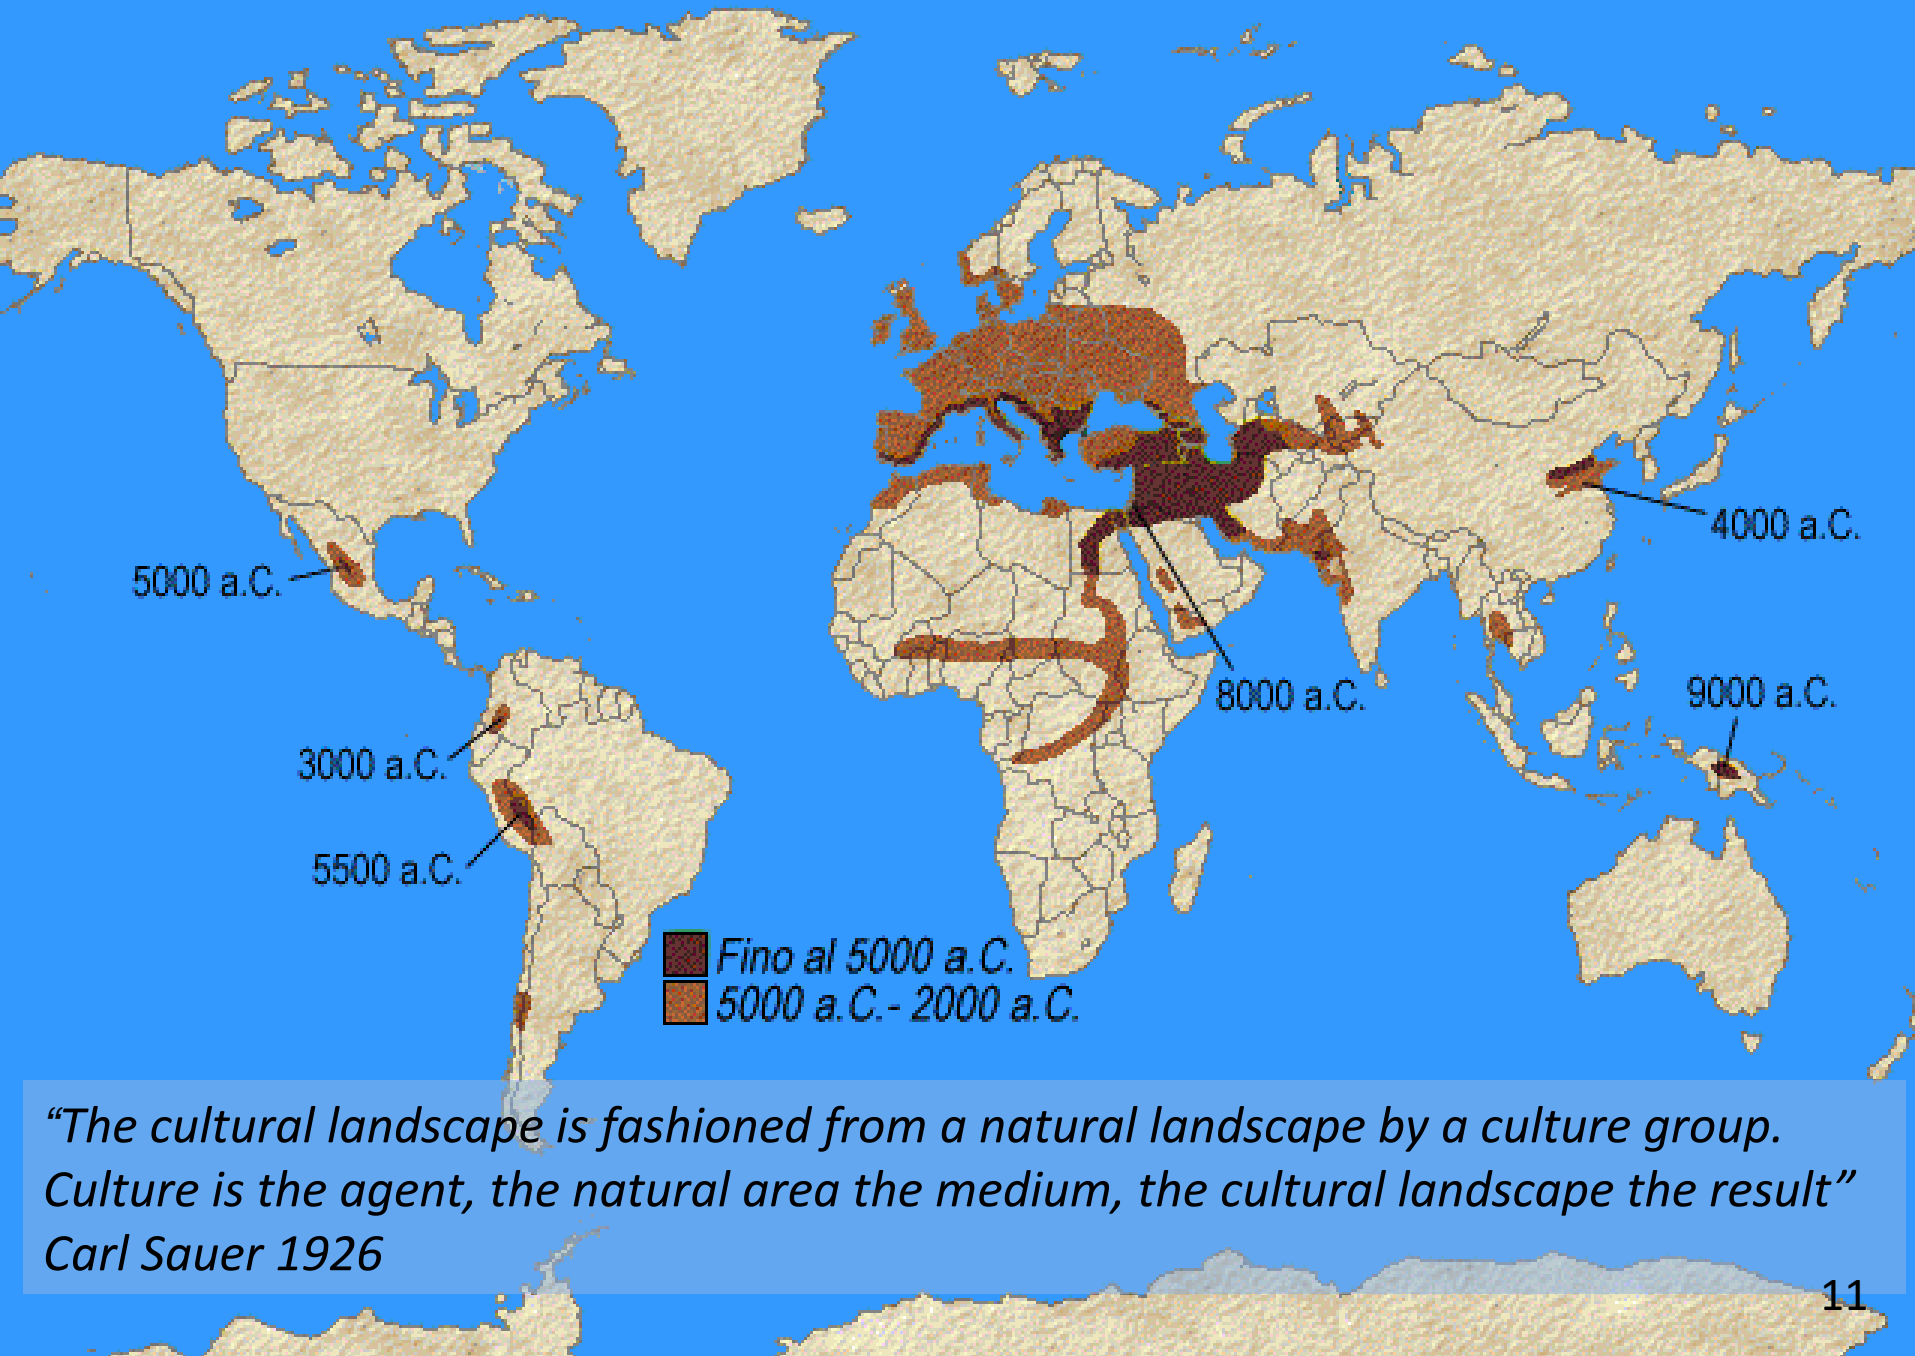 4000 a.C.
5000 a.C.
9000 a.C.
8000 a.C.
3000 a.C.
5500 a.C.
Fino al 5000 a.C.
5000 a.C.- 2000 a.C.
“The cultural landscape is fashioned from a natural landscape by a culture group.
Culture is the agent, the natural area the medium, the cultural landscape the result”
Carl Sauer 1926
11